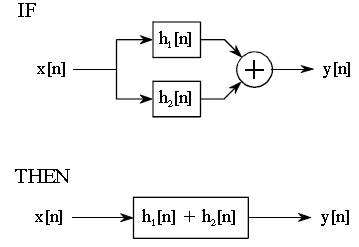 IF
h₁[n]
x[n] + y[n]
h₂[n]
THEN
x[n] h₁[n] + h₂[n] y[n]